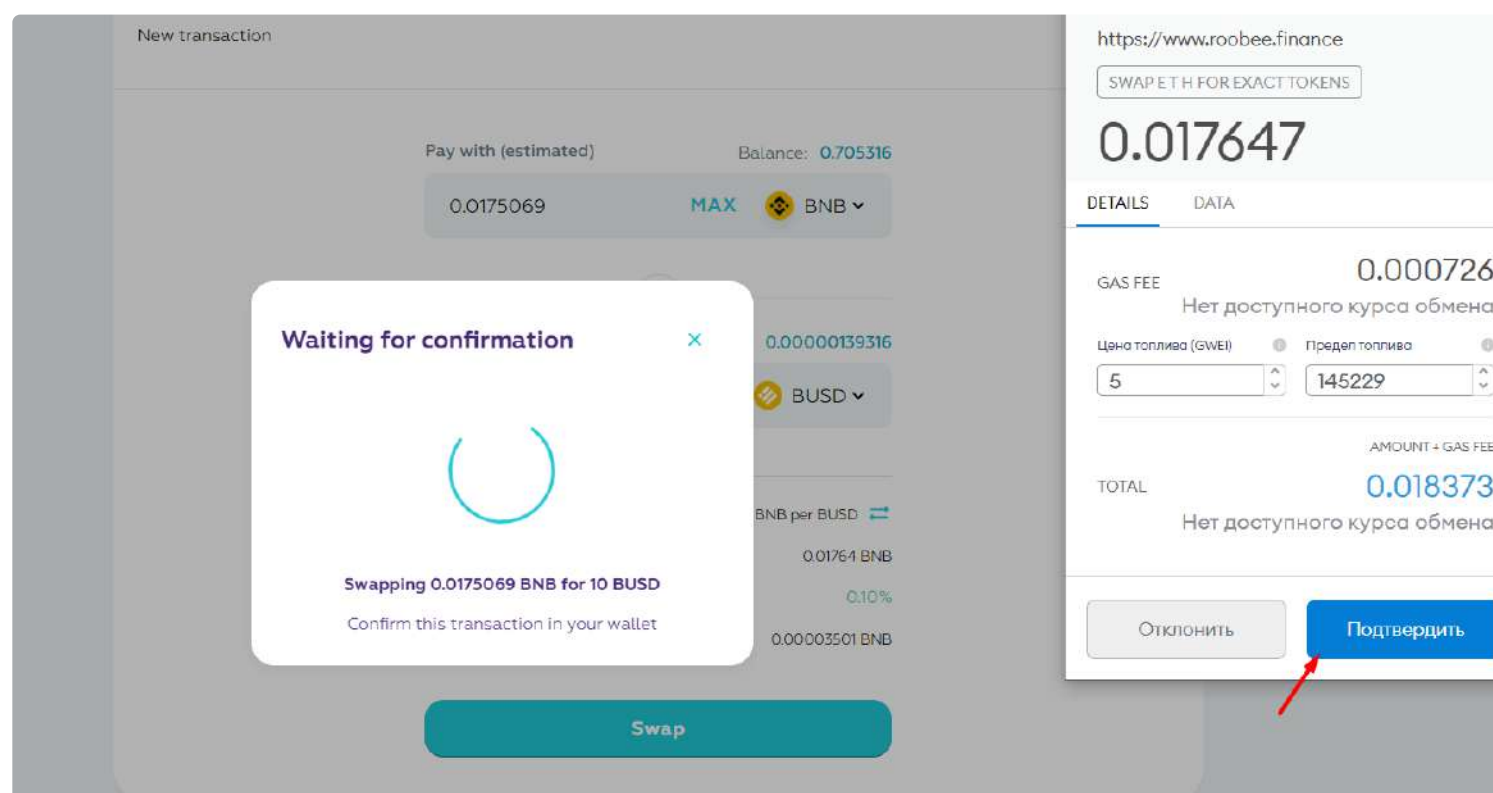 New transaction
Pay with (estimated)
Balance: 0.705316
0.0175069
MAX
BNB
Waiting for confirmation
×
0.00000139316
BUSD
BNB per BUSD
0.01764 BNB
Swapping 0.0175069 BNB for 10 BUSD
0.10%
Confirm this transaction in your wallet
0.00003501 BNB
Swap
https://www.roobee.finance
SWAP E T H FOR EXACT TOKENS
0.017647
DETAILS
DATA
GAS FEE
0.000726
Нет доступного курса обмена
Цена топлива (GWEI)
Предел топлива
5
145229
AMOUNT + GAS FEE
TOTAL
0.018373
Нет доступного курса обмена
Отклонить
Подтвердить